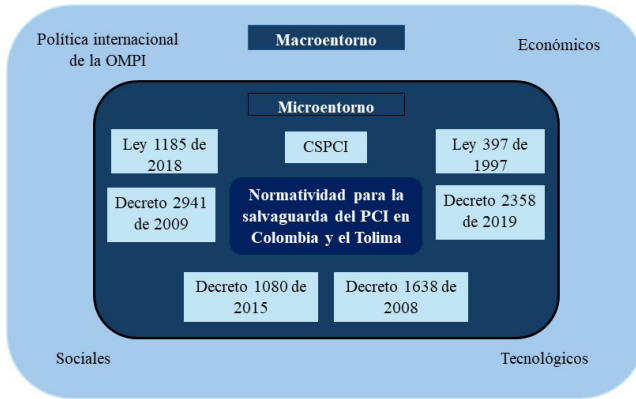 Política internacional
de la OMPI
Macroentorno
Económicos
Microentorno
Ley 1185 de
2018
CSPCI
Ley 397 de
1997
Decreto 2941
de 2009
Normatividad para la
salvaguarda del PCI en
Colombia y el Tolima
Decreto 2358
de 2019
Decreto 1080 de
2015
Decreto 1638 de
2008
Sociales
Tecnológicos